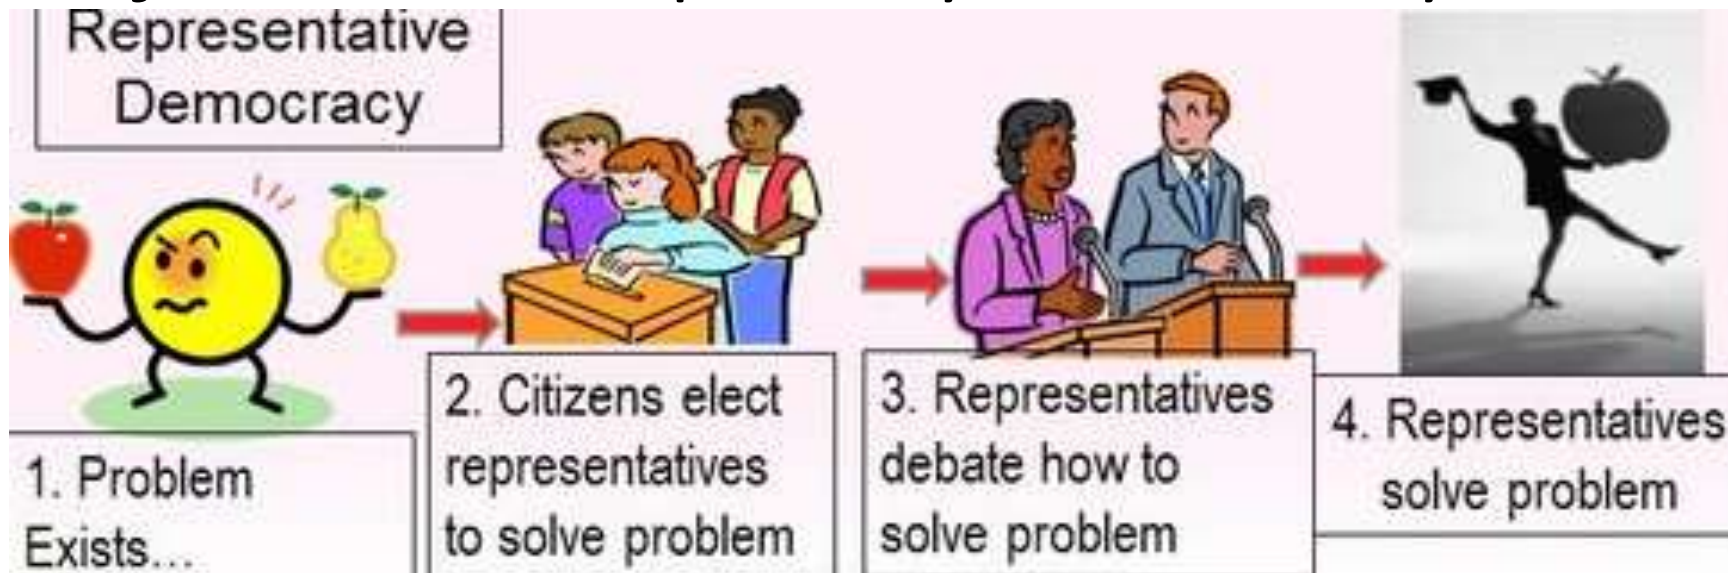 Representative
Democracy
1. Problem
Exists...
2. Citizens elect
representatives
to solve problem
3. Representatives
debate how to
solve problem
4. Representatives
solve problem